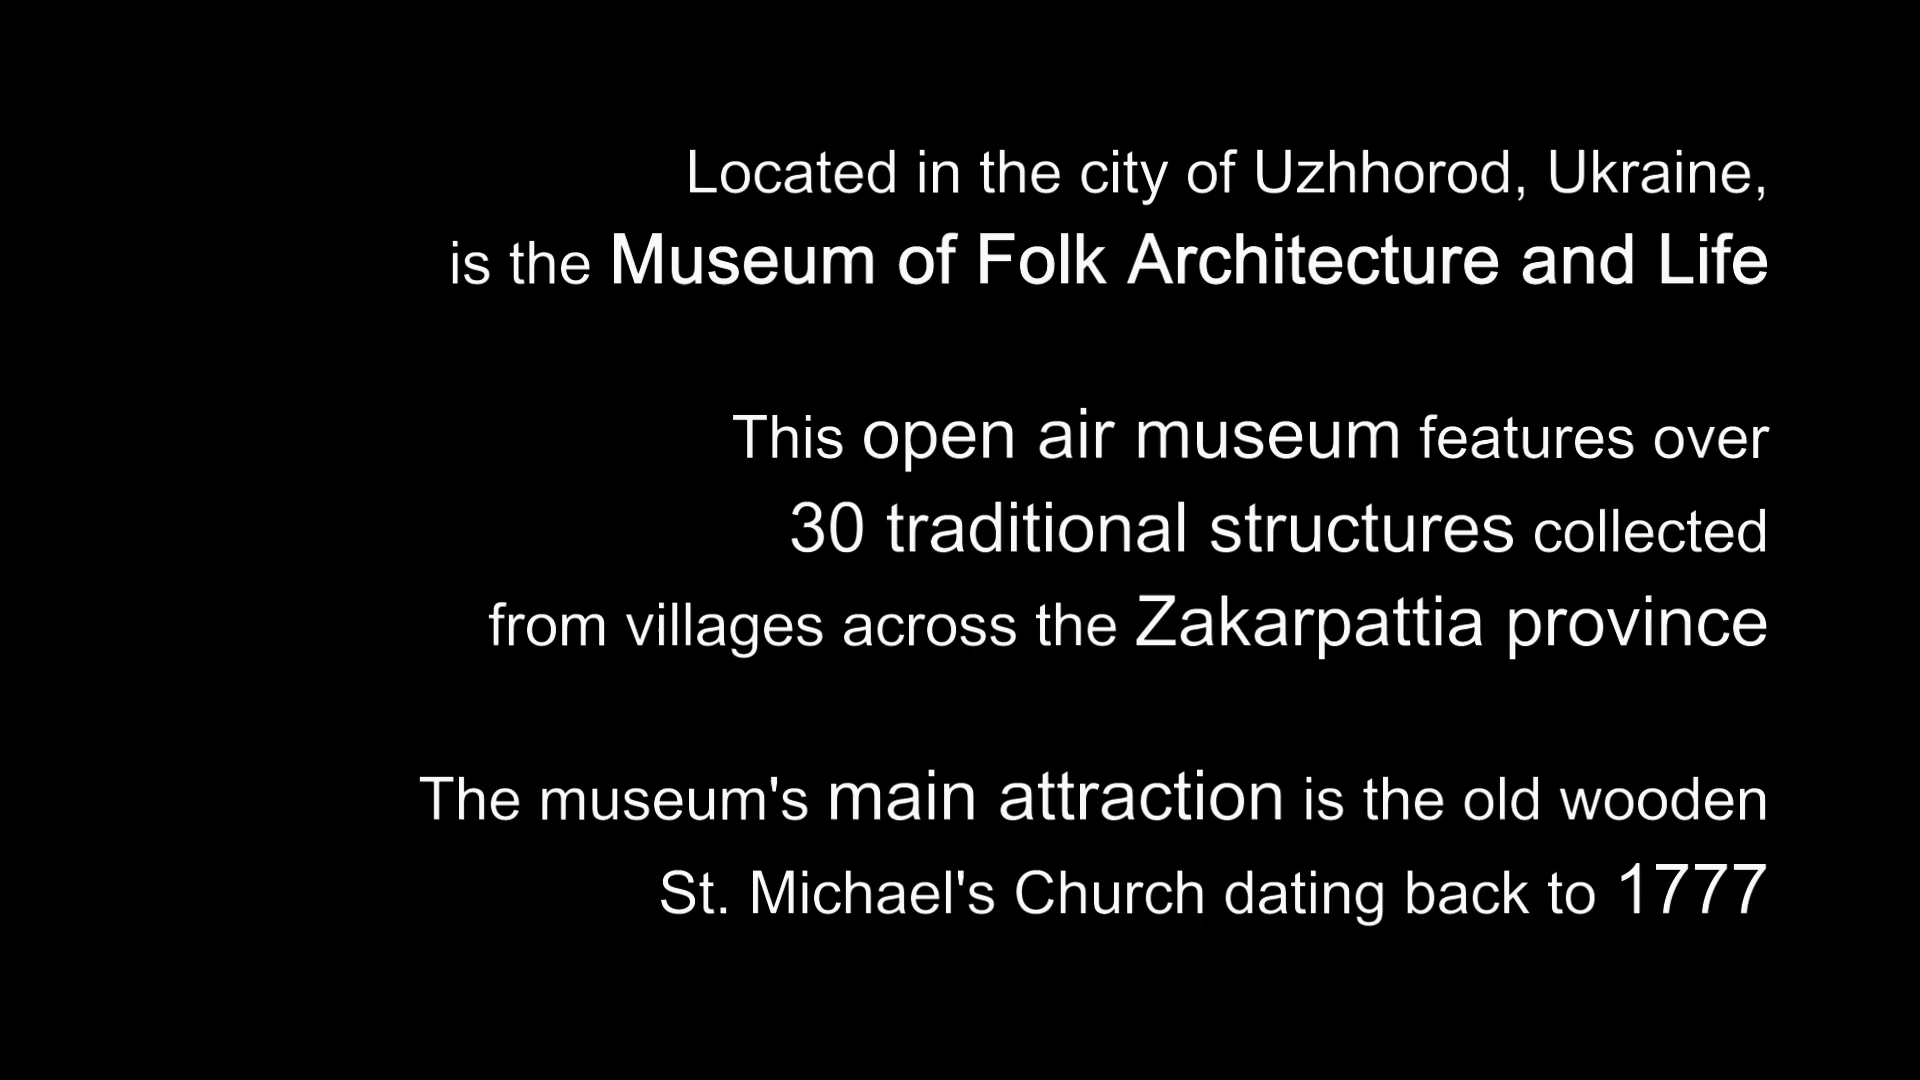 Located in the city of Uzhhorod, Ukraine,
is the Museum of Folk Architecture and Life
This open air museum features over
30 traditional structures collected
from villages across the Zakarpattia province
The museum's main attraction is the old wooden
St. Michael's Church dating back to 1777